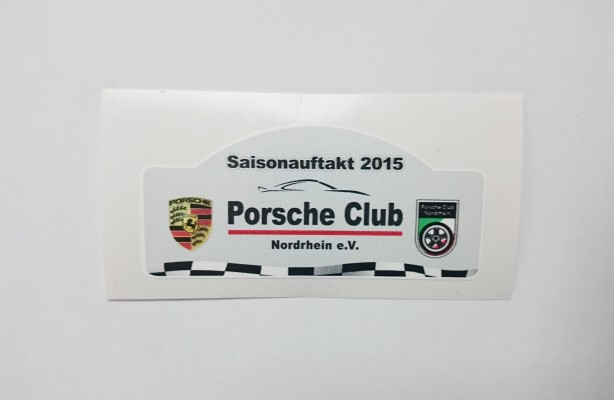 Saisonauftakt 2015
PORSCHE
Porsche Club
Nordrhein e.V.
Porsche Club
Nordrhein